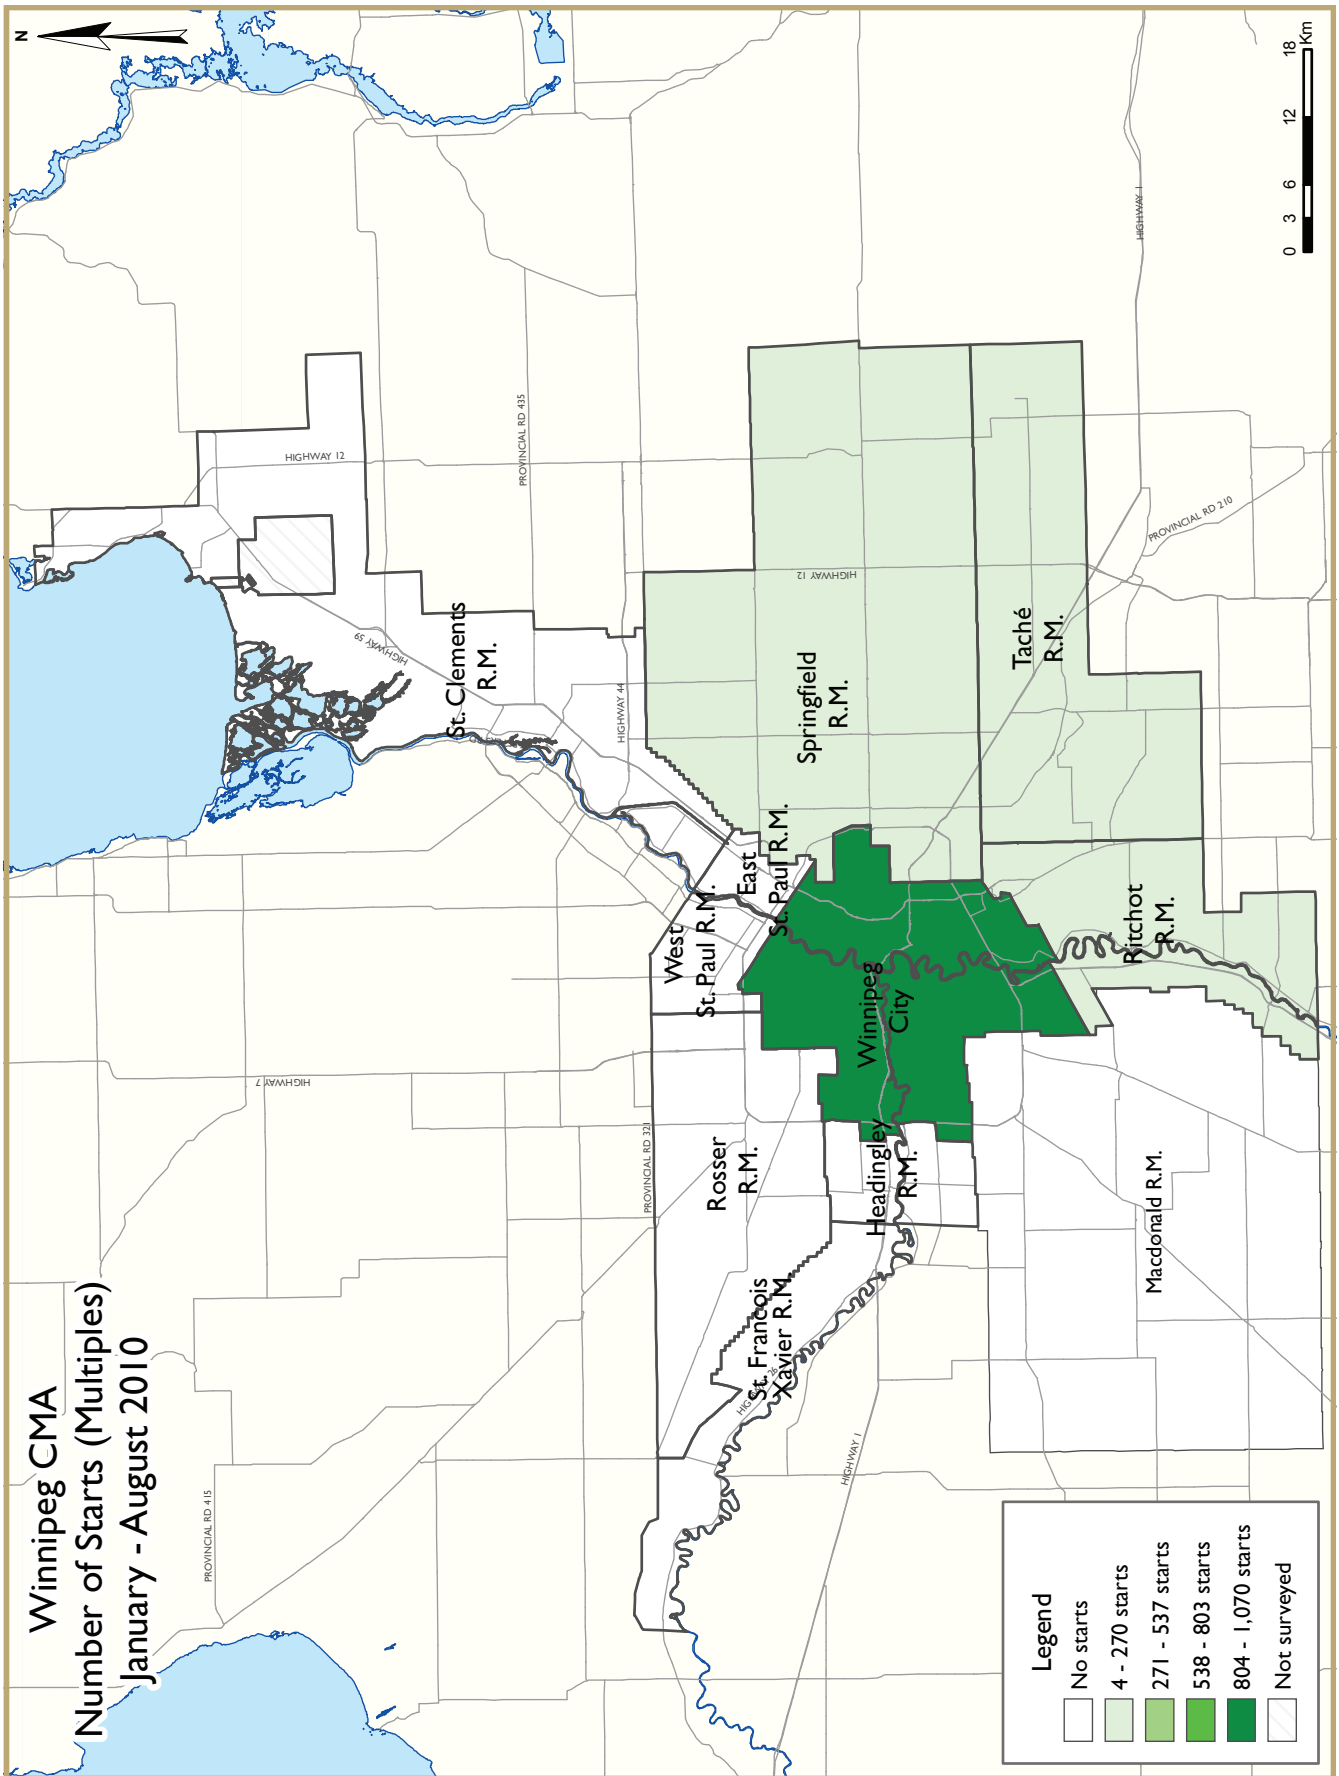 Winnipeg CMA
Number of Starts (Multiples)
January - August 2010
N
PROVINCIAL RD 415
HIGHWAY 7
HIGHWAY 12
PROVINCIAL RD 435
HIGHWAY 59
St. Clements
R.M.
HIGHWAY 44
PROVINCIAL RD 321
West
St. Paul R.M.
East
St. Paul R.M.
Rosser
R.M.
St. Francois
Xavier R.M.
HIGHWAY 26
Springfield
R.M.
HIGHWAY 12
Winnipeg
City
Headingley
R.M.
HIGHWAY 1
Taché
R.M.
HIGHWAY 1
PROVINCIAL RD 210
Ritchot
R.M.
Macdonald R.M.
Legend
No starts
4 - 270 starts
271 - 537 starts
538 - 803 starts
804 - 1,070 starts
Not surveyed
0 3 6 12 18
Km